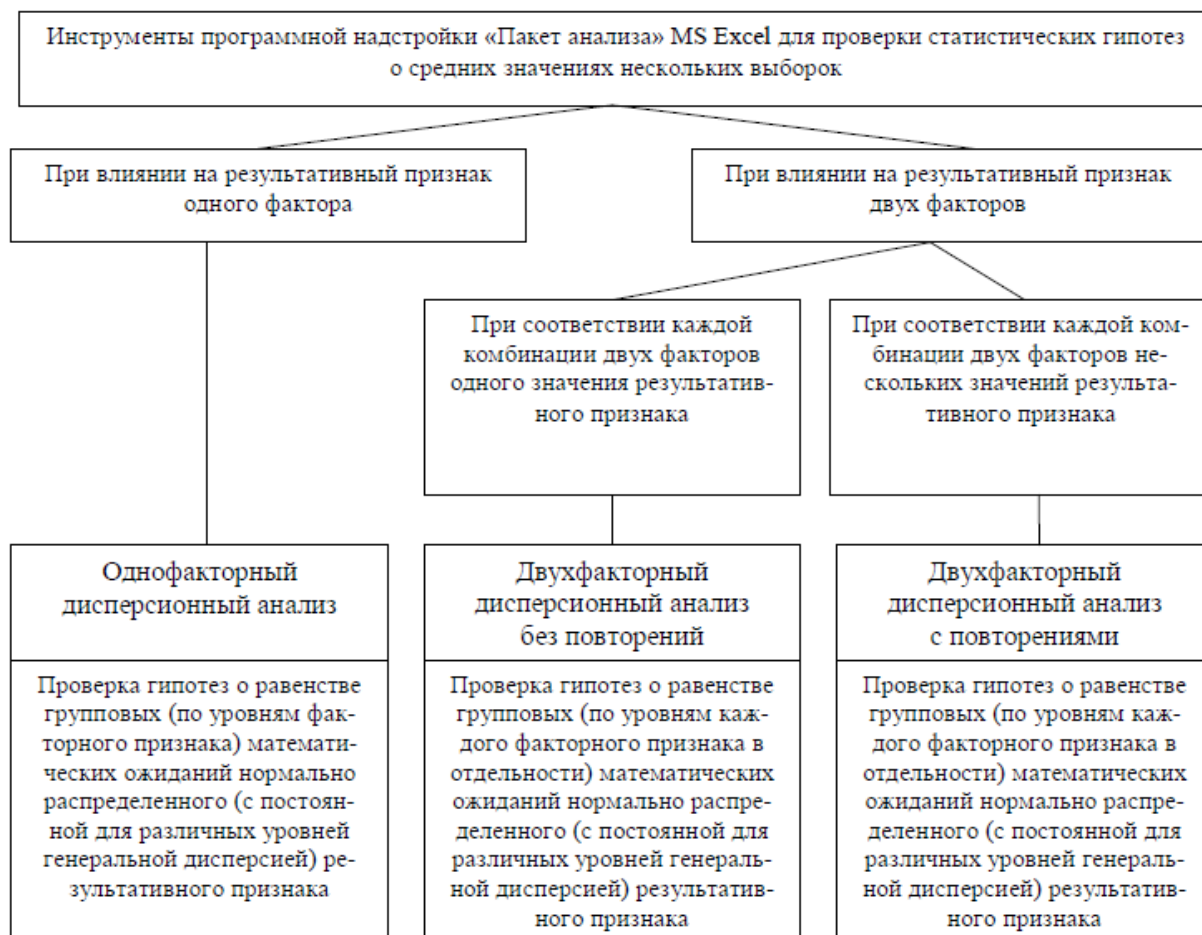 Инструменты программной надстройки «Пакет анализа» MS Excel для проверки статистических гипотез
о средних значениях нескольких выборок
При влиянии на результативный признак
одного фактора
При влиянии на результативный признак
двух факторов
При соответствии каждой
комбинации двух факторов
одного значения результатив-
ного признака
При соответствии каждой ком-
бинации двух факторов не-
скольких значений результа-
тивного признака
Однофакторный
дисперсионный анализ
Двухфакторный
дисперсионный анализ
без повторений
Двухфакторный
дисперсионный анализ
с повторениями
Проверка гипотез о равенстве
групповых (по уровням фак-
торного признака) математи-
ческих ожиданий нормально
распределенного (с постоян-
ной для различных уровней
генеральной дисперсией) ре-
зультативного признака
Проверка гипотез о равенстве
групповых (по уровням каж-
дого факторного признака в
отдельности) математических
ожиданий нормально распре-
деленного (с постоянной для
различных уровней генераль-
ной дисперсией) результатив-
ного признака
Проверка гипотез о равенстве
групповых (по уровням каж-
дого факторного признака в
отдельности) математических
ожиданий нормально распре-
деленного (с постоянной для
различных уровней генераль-
ной дисперсией) результатив-
ного признака